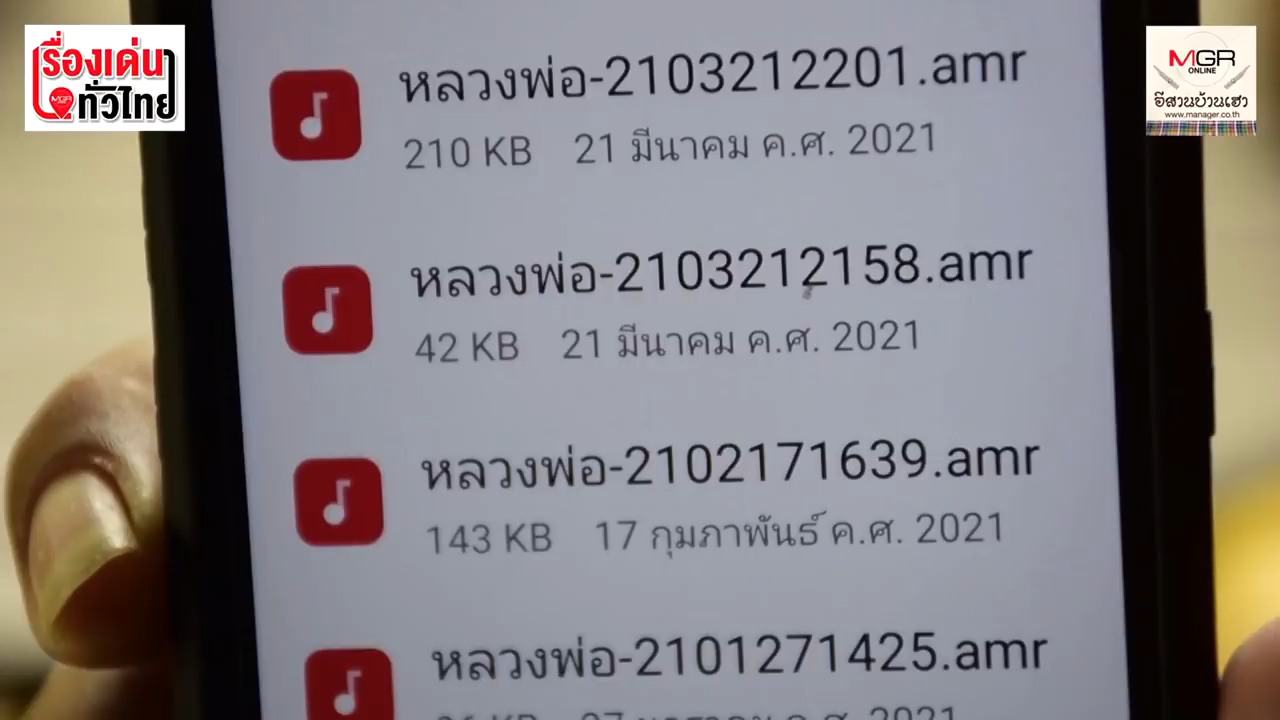 เรื่องเด่น
MGR
ทั่วไทย
MGR
ONLINE
อีสานบ้านเฮา
www.manager.co.th
หลวงพ่อ-2103212201.amr
210 KB 21 มีนาคม ค.ศ. 2021
หลวงพ่อ-2103212158.amr
42 KB 21 มีนาคม ค.ศ. 2021
หลวงพ่อ-2102171639.amr
143 KB 17 กุมภาพันธ์ ค.ศ. 2021
หลวงพ่อ-2101271425.amr